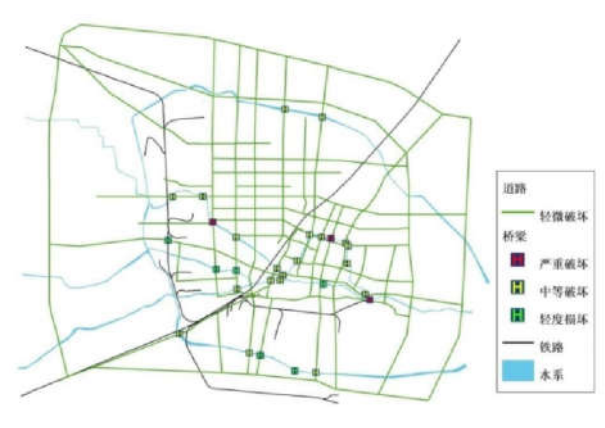 道路
轻微破坏
桥梁
严重破坏
中等破坏
轻度损坏
铁路
水系